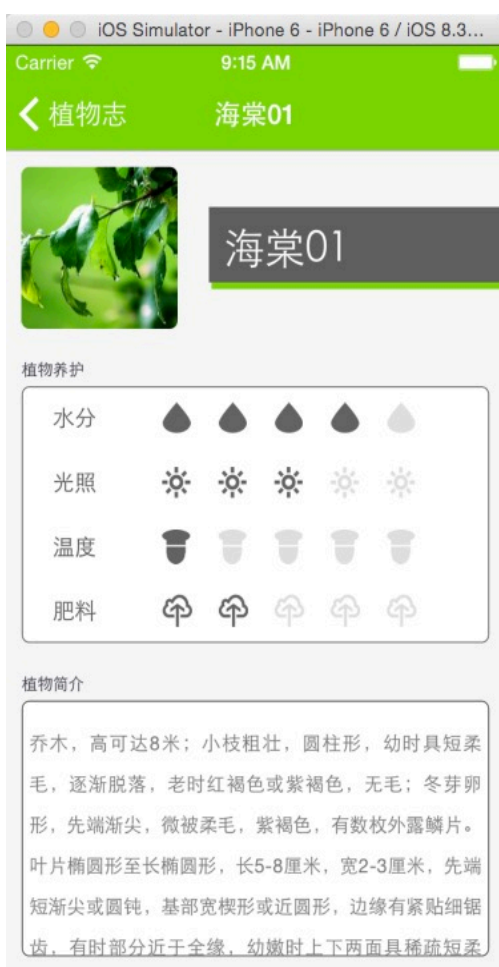 iOS Simulator - iPhone 6 - iPhone 6 / iOS 8.3...
Carrier 9:15 AM
植物志 海棠01
海棠01
植物养护
水分
光照
温度
肥料
植物简介
乔木，高可达8米；小枝粗壮，圆柱形，幼时具短柔
毛，逐渐脱落，老时红褐色或紫褐色，无毛；冬芽卵
形，先端渐尖，微被柔毛，紫褐色，有数枚外露鳞片。
叶片椭圆形至长椭圆形，长5-8厘米，宽2-3厘米，先端
短渐尖或圆钝，基部宽楔形或近圆形，边缘有紧贴细锯
齿，有时部分近于全缘，幼嫩时上下两面具稀疏短柔